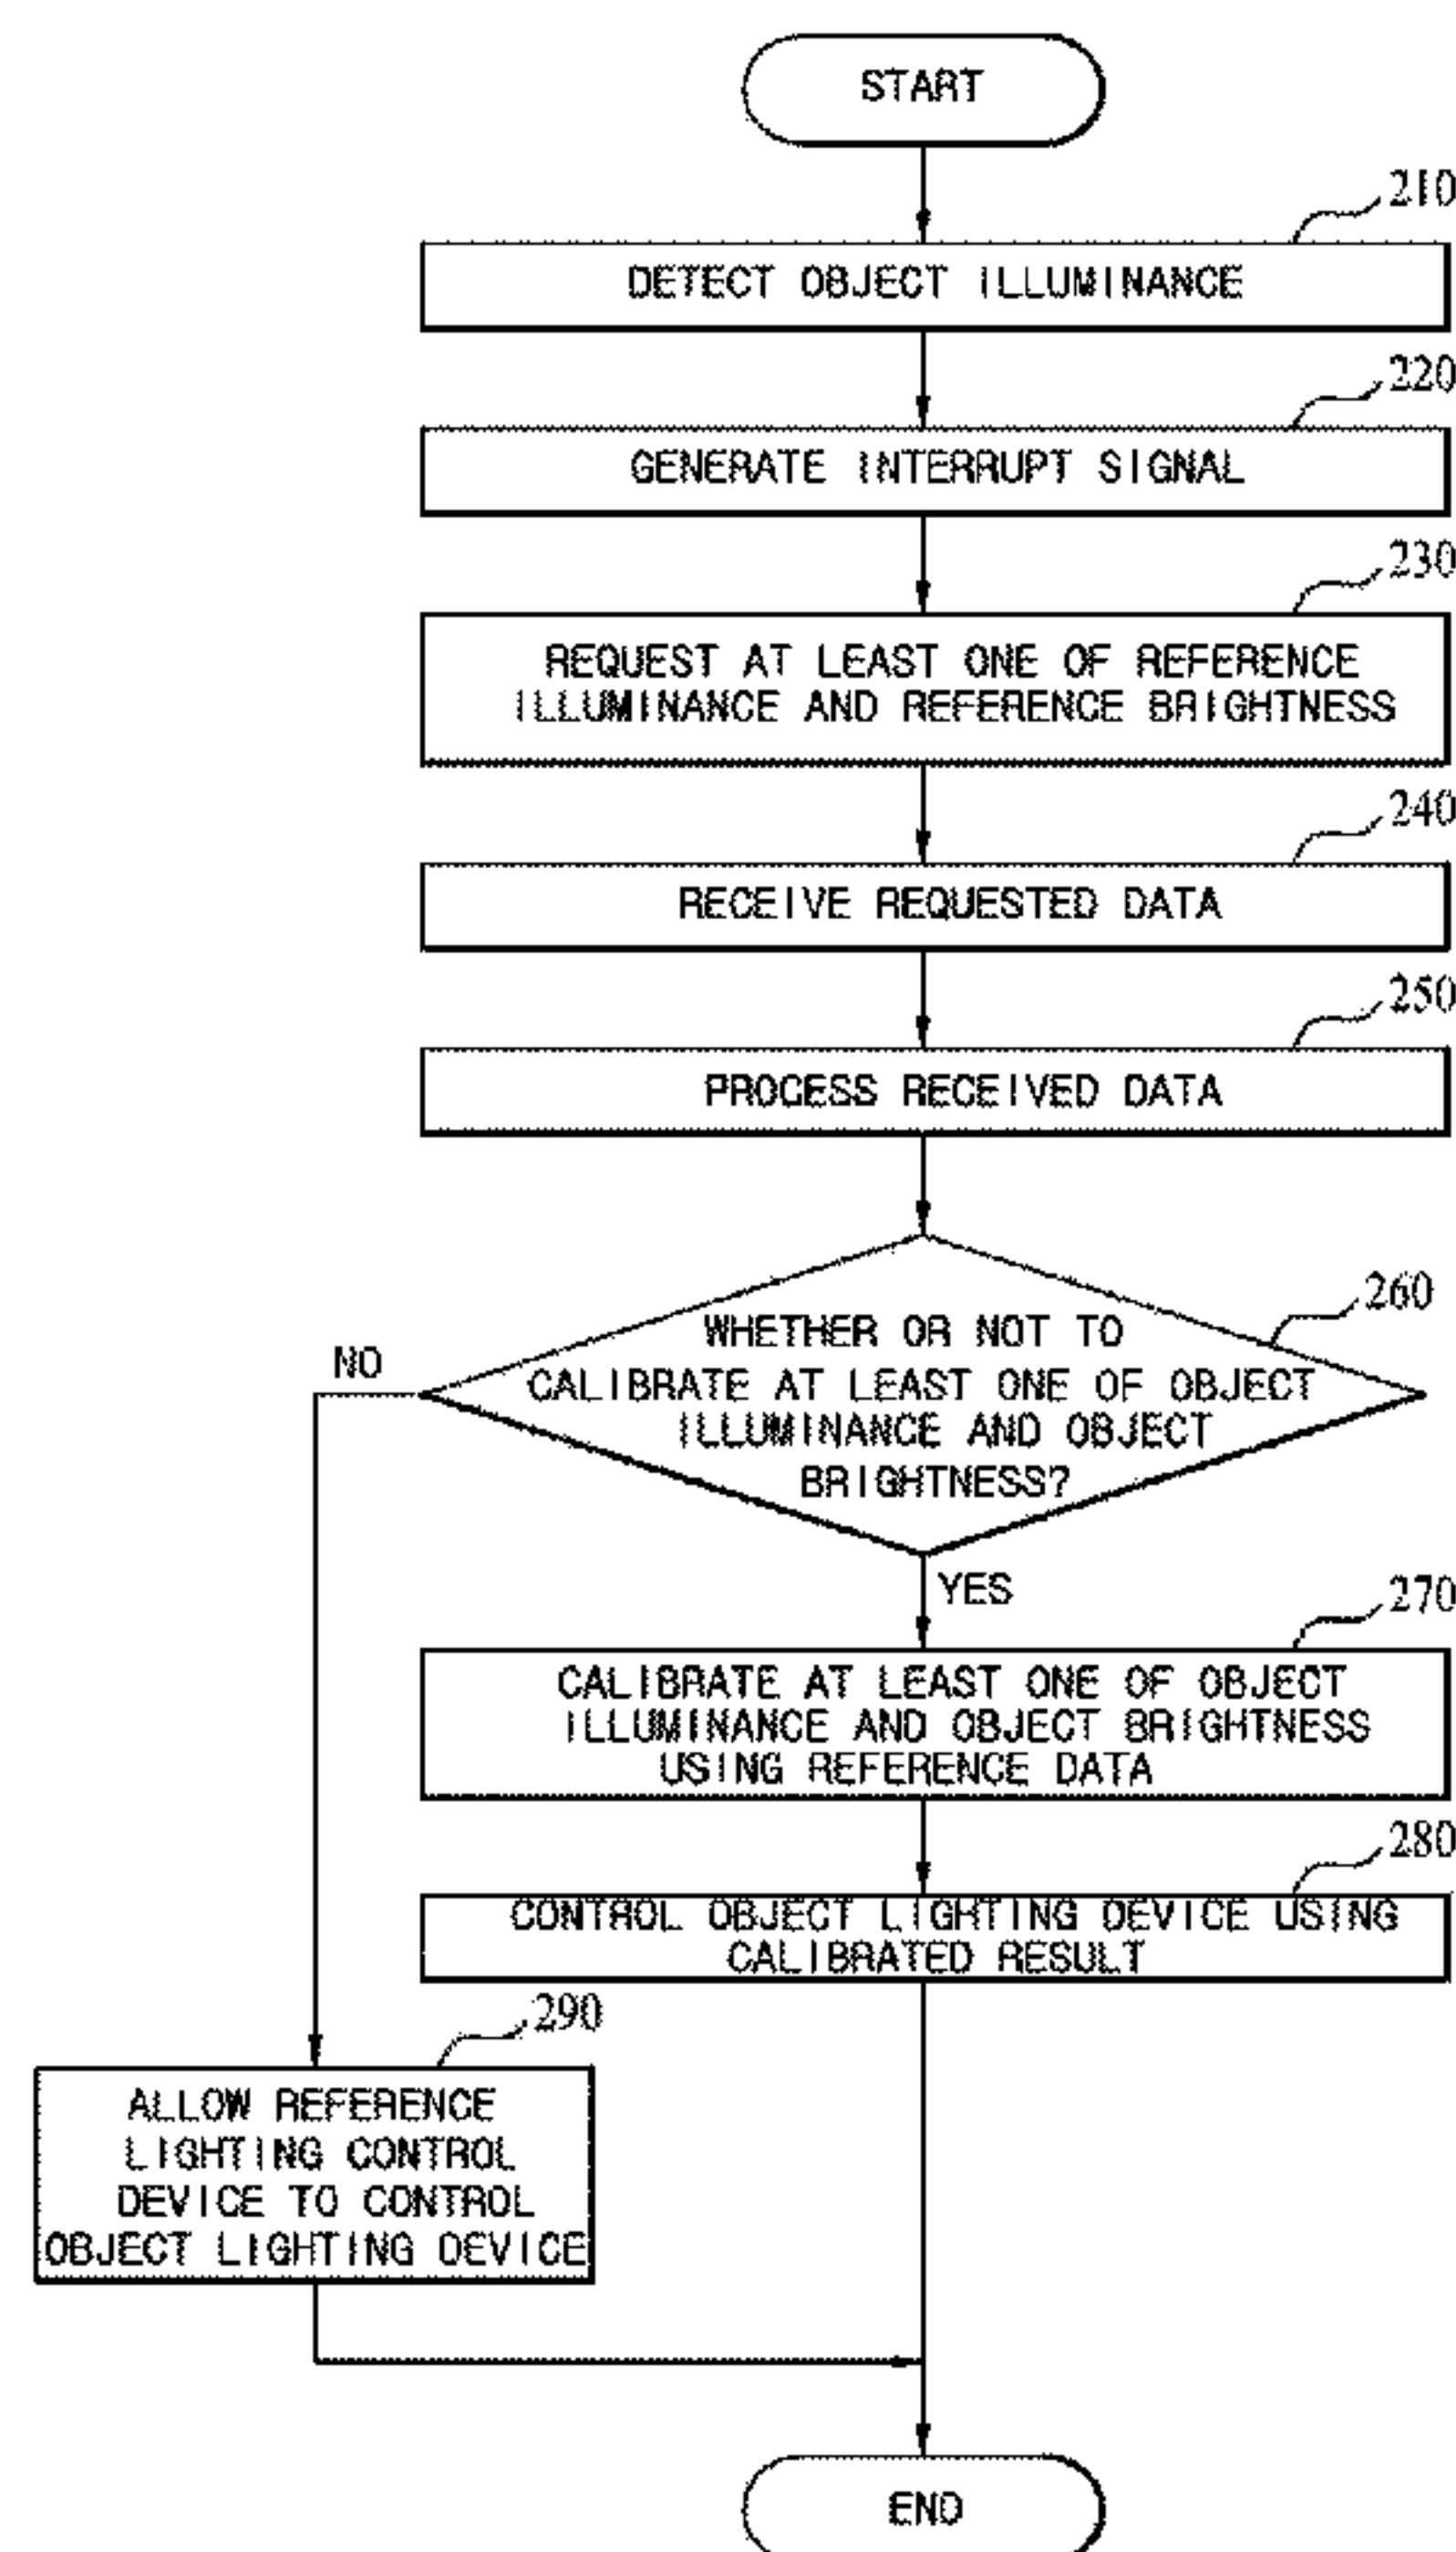 START
210
DETECT OBJECT ILLUMINANCE
220
GENERATE INTERRUPT SIGNAL
230
REQUEST AT LEAST ONE OF REFERENCE
ILLUMINANCE AND REFERENCE BRIGHTNESS
240
RECEIVE REQUESTED DATA
250
PROCESS RECEIVED DATA
260
WHETHER OR NOT TO
CALIBRATE AT LEAST ONE OF OBJECT
ILLUMINANCE AND OBJECT
BRIGHTNESS?
NO
YES
270
CALIBRATE AT LEAST ONE OF OBJECT
ILLUMINANCE AND OBJECT BRIGHTNESS
USING REFERENCE DATA
280
CONTROL OBJECT LIGHTING DEVICE USING
CALIBRATED RESULT
290
ALLOW REFERENCE
LIGHTING CONTROL
DEVICE TO CONTROL
OBJECT LIGHTING DEVICE
END